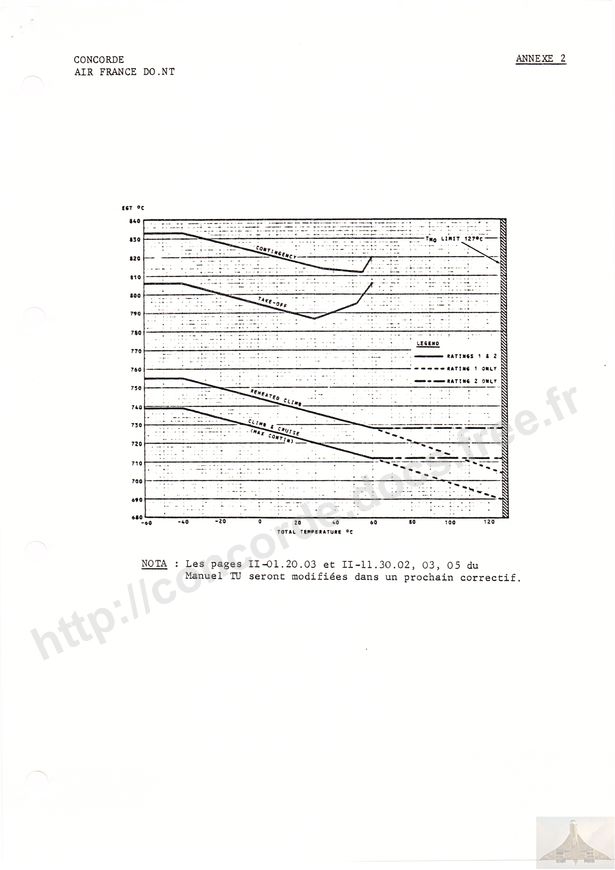 CONCORDE
AIR FRANCE DO.NT
ANNEXE 2
EGT °C
840
830
820
810
800
790
780
770
760
750
740
730
720
710
700
690
680
CONTINGENCY
TAKE-OFF
REHEATED CLIMB
CLIMB & CRUISE
(MAX CONT(N)
TMO LIMIT 127°C
LEGEND
RATINGS 1 & 2
RATING 1 ONLY
RATING 2 ONLY
-60 -40 -20 0 20 40 60 80 100 120
TOTAL TEMPERATURE °C
NOTA : Les pages II-01.20.03 et II-11.30.02, 03, 05 du
Manuel TU seront modifiées dans un prochain correctif.
http://concorde.docs.free.fr